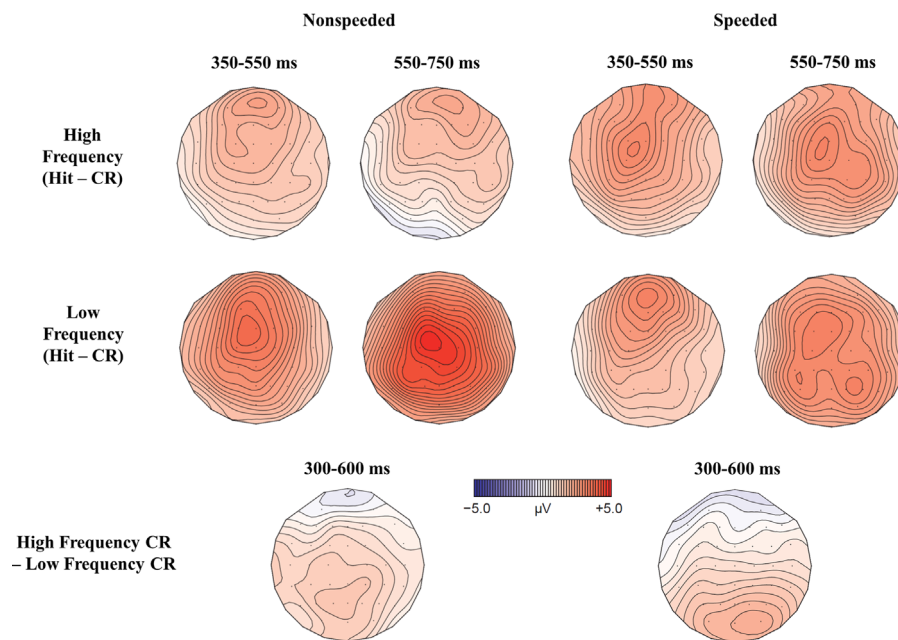 Nonspeeded Speeded
350-550 ms 550-750 ms 350-550 ms 550-750 ms
High
Frequency
(Hit – CR)
Low
Frequency
(Hit – CR)
300-600 ms 300-600 ms
−5.0 µV +5.0
High Frequency CR
– Low Frequency CR